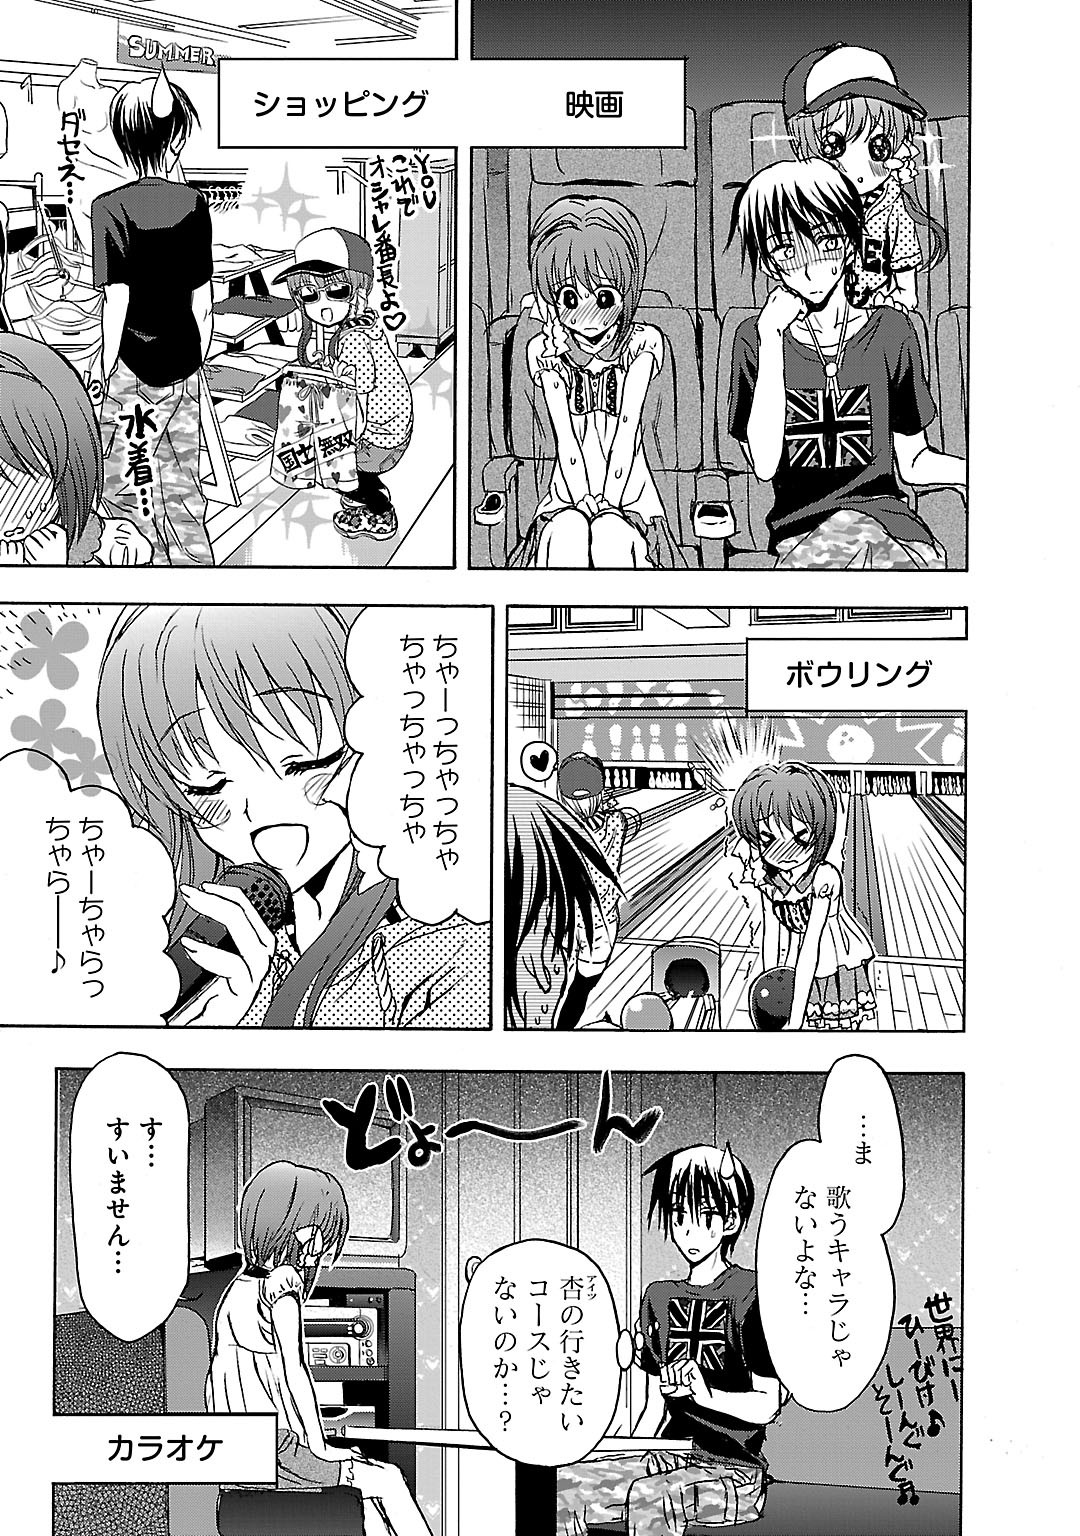 映画
ショッピング
SUMMER
YOU
これで
オシャレ番長よ♡
ダセえ…
水着…
国士無双
ボウリング
ちゃーっちゃっちゃ
ちゃっちゃっちゃ
ちゃーちゃらっ
ちゃらーー♪
…ま
歌うキャラじゃ
ないよな…
世界にー
ひーびけ♪
しーんぐ
そーんぐ♫
どよ〜ん
アイツ
杏の行きたい
コースじゃ
ないのか…?
す…
すいません…
カラオケ